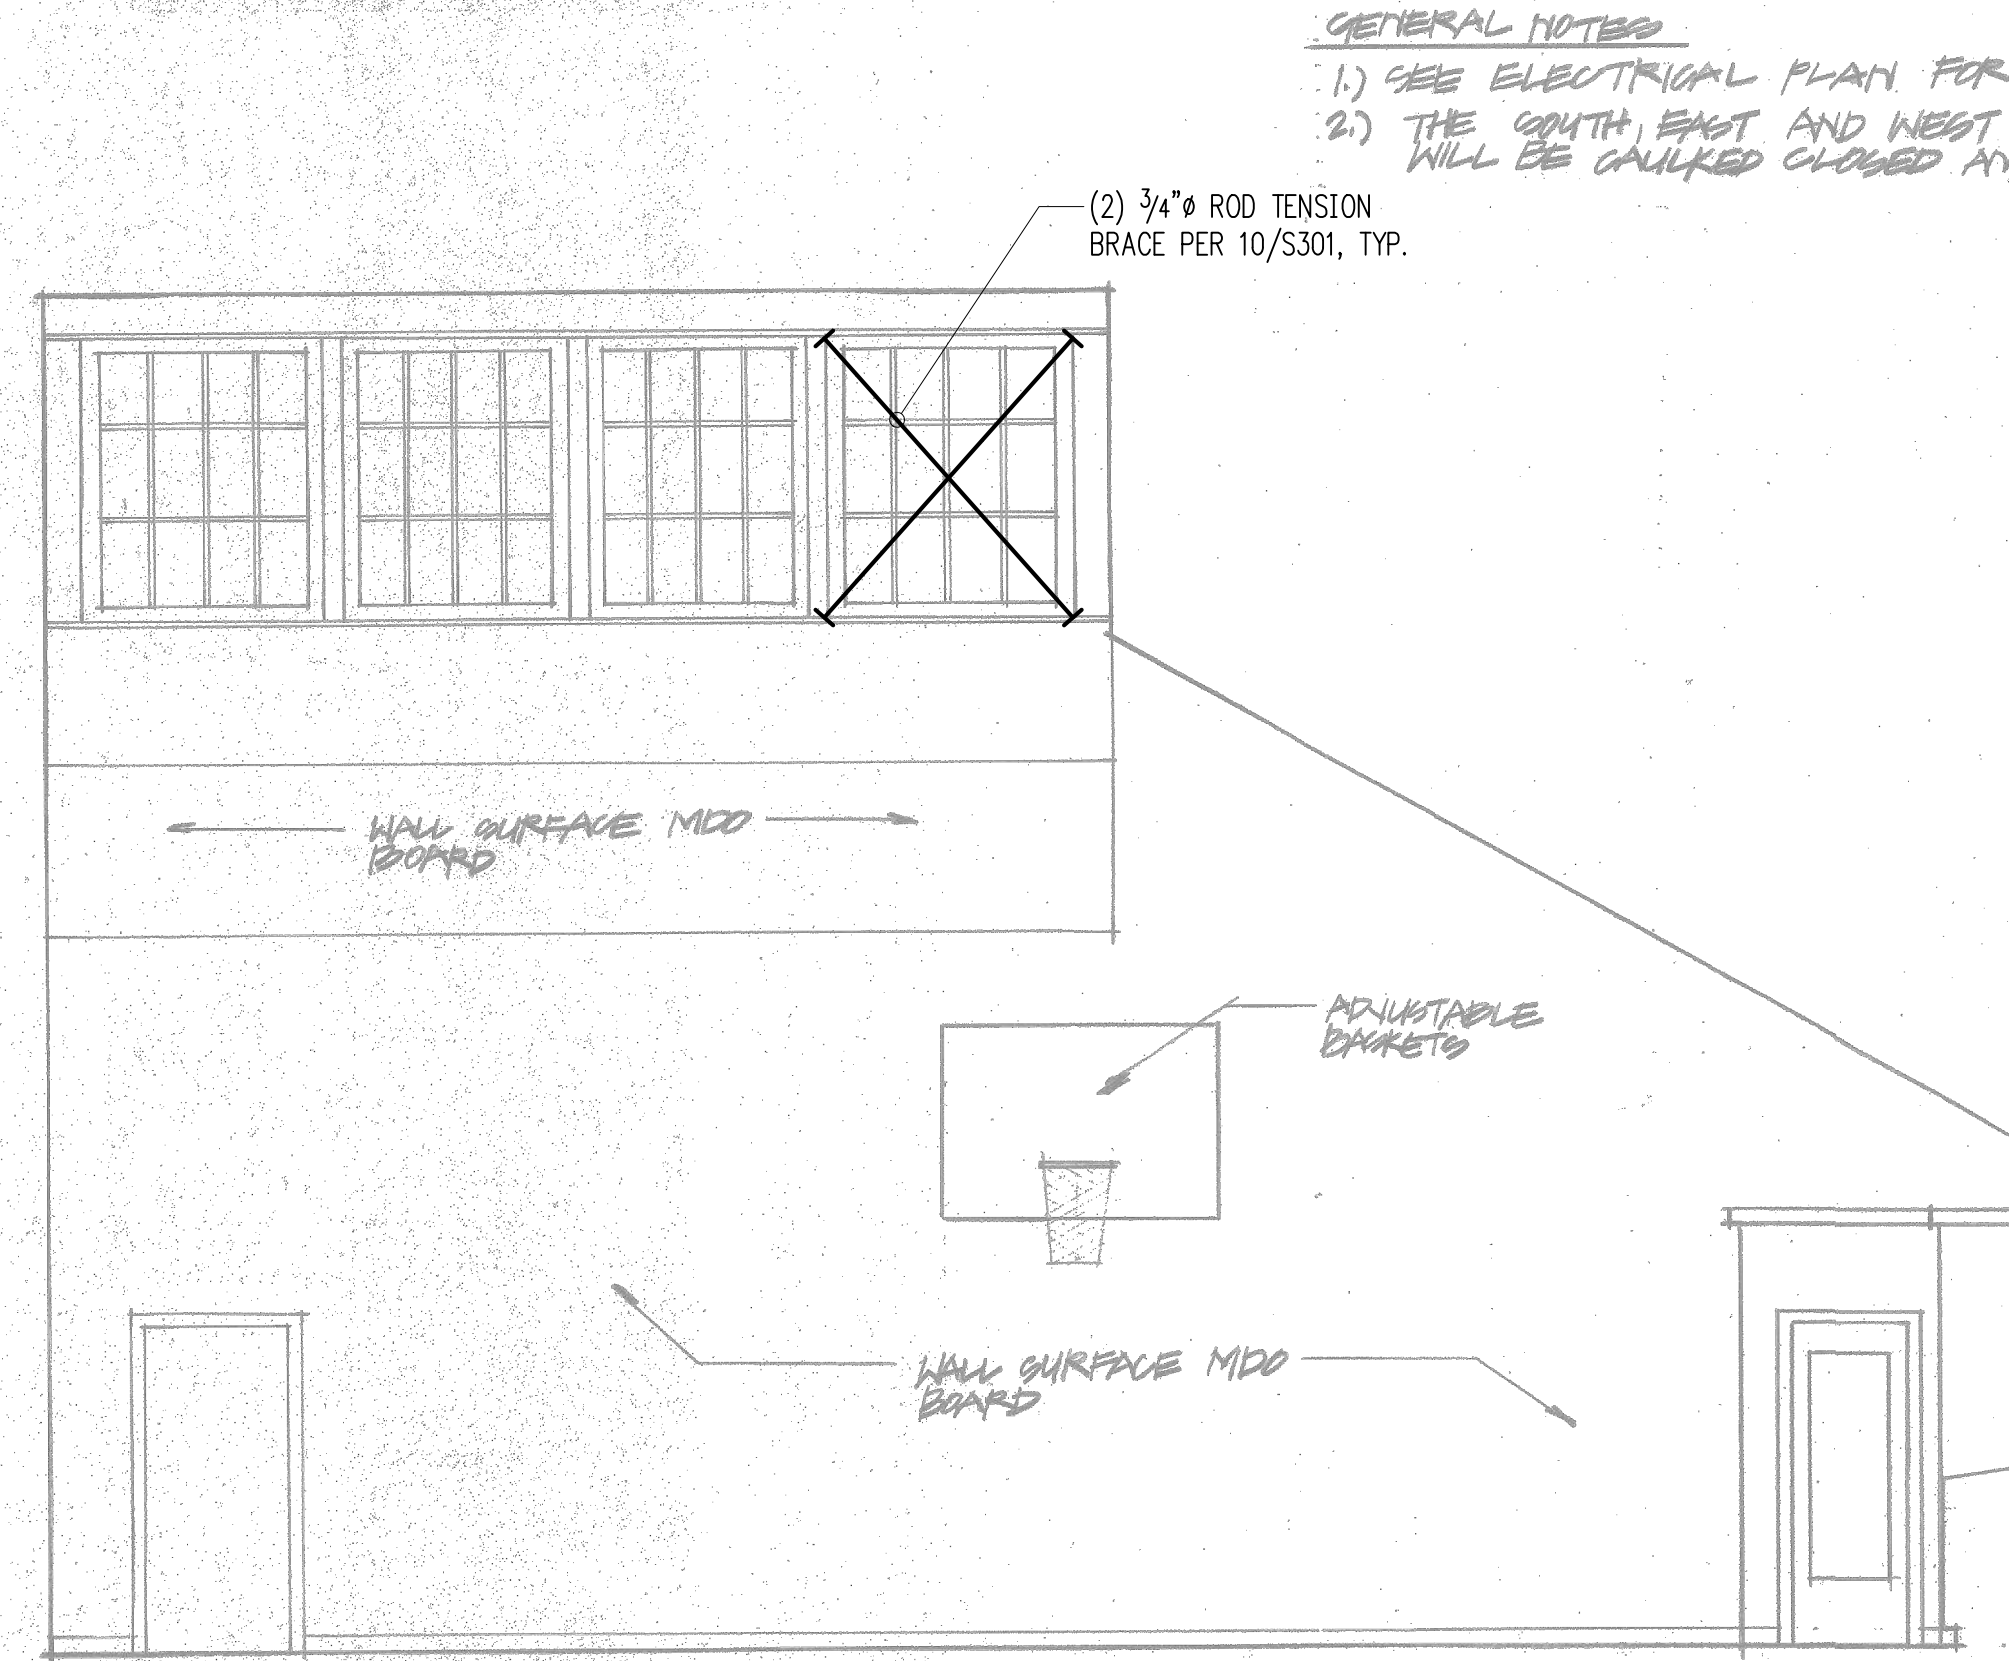 GENERAL NOTES
1.) SEE ELECTRICAL PLAN FOR
2.) THE SOUTH, EAST AND WEST
WILL BE CAULKED CLOSED AN
(2) 3/4"ø ROD TENSION
BRACE PER 10/S301, TYP.
WALL SURFACE MDO
BOARD
ADJUSTABLE
BASKETS
WALL SURFACE MDO
BOARD